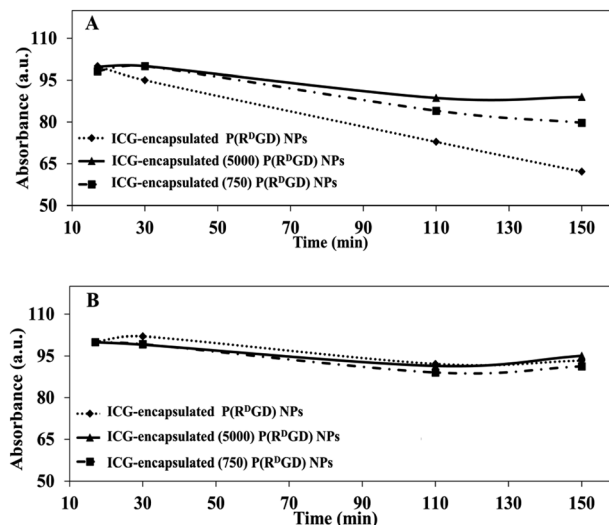 A
110
95
80
65
50
Absorbance (a.u.)
ICG-encapsulated P(RᴰGD) NPs
ICG-encapsulated (5000) P(RᴰGD) NPs
ICG-encapsulated (750) P(RᴰGD) NPs
10 30 50 70 90 110 130 150
Time (min)
B
110
95
80
65
50
Absorbance (a.u.)
ICG-encapsulated P(RᴰGD) NPs
ICG-encapsulated (5000) P(RᴰGD) NPs
ICG-encapsulated (750) P(RᴰGD) NPs
10 30 50 70 90 110 130 150
Time (min)